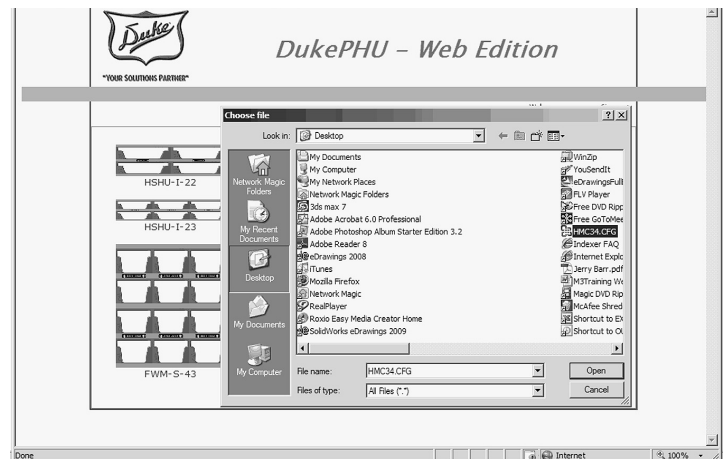 Duke
"YOUR SOLUTIONS PARTNER"
DukePHU – Web Edition
Choose file
Look in:
Desktop
Network Magic Folders
My Recent Documents
Desktop
My Documents
My Computer
My Documents
My Computer
My Network Places
Network Magic Folders
3ds max 7
Adobe Acrobat 6.0 Professional
Adobe Photoshop Album Starter Edition 3.2
Adobe Reader 8
eDrawings 2008
iTunes
Mozilla Firefox
Network Magic
RealPlayer
Roxio Easy Media Creator Home
SolidWorks eDrawings 2009
WinZip
YouSendIt
eDrawingsFull
FLV Player
Free DVD Ripp
Free GoToMee
HMC34.CFG
Indexer FAQ
Internet Explo
Jerry Barr.pdf
M3Training We
Magic DVD Rip
McAfee Shred
Shortcut to EX
Shortcut to OU
File name:
HMC34.CFG
Open
Files of type:
All Files (*.*)
Cancel
HSHU-I-22
HSHU-I-23
FWM-S-43
Done
Internet
100%